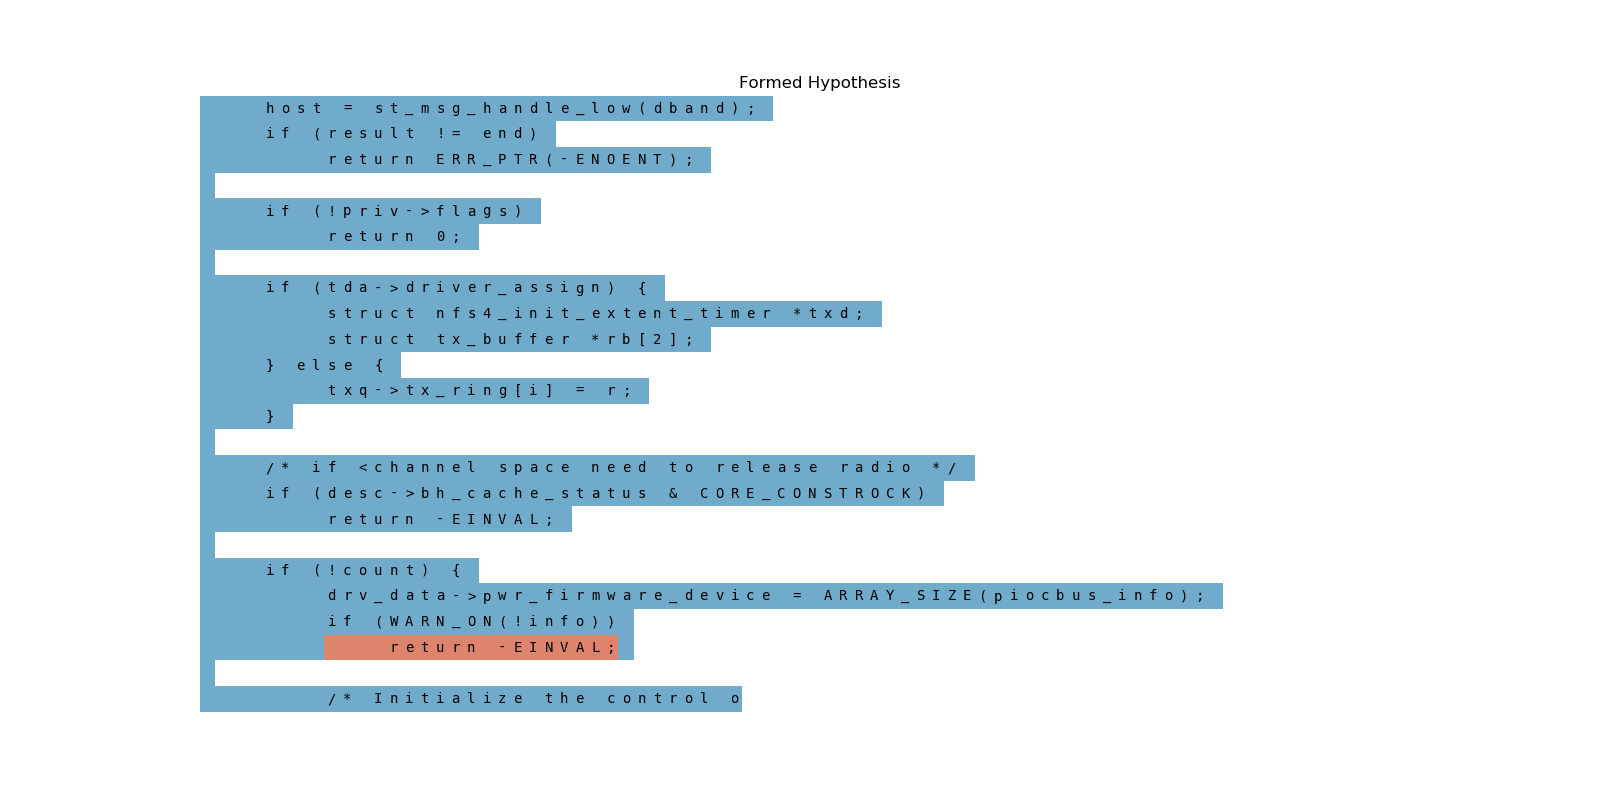 Formed Hypothesis
host = st_msg_handle_low(dband);
if (result != end)
return ERR_PTR(-ENOENT);
if (!priv->flags)
return 0;
if (tda->driver_assign) {
struct nfs4_init_extent_timer *txd;
struct tx_buffer *rb[2];
} else {
txq->tx_ring[i] = r;
}
/* if <channel space need to release radio */
if (desc->bh_cache_status & CORE_CONSTROCK)
return -EINVAL;
if (!count) {
drv_data->pwr_firmware_device = ARRAY_SIZE(piocbus_info);
if (WARN_ON(!info))
return -EINVAL;
/* Initialize the control o